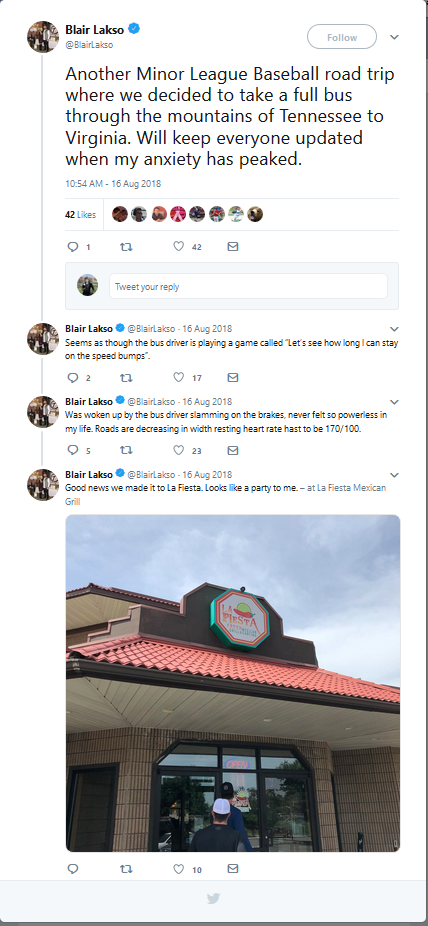 Blair Lakso
@BlairLakso
Follow
Another Minor League Baseball road trip
where we decided to take a full bus
through the mountains of Tennessee to
Virginia. Will keep everyone updated
when my anxiety has peaked.
10:54 AM - 16 Aug 2018
42 Likes
1 42
Tweet your reply
Blair Lakso @BlairLakso · 16 Aug 2018
Seems as though the bus driver is playing a game called "Let's see how long I can stay
on the speed bumps".
2 17
Blair Lakso @BlairLakso · 16 Aug 2018
Was woken up by the bus driver slamming on the brakes, never felt so powerless in
my life. Roads are decreasing in width resting heart rate hast to be 170/100.
5 23
Blair Lakso @BlairLakso · 16 Aug 2018
Good news we made it to La Fiesta. Looks like a party to me. – at La Fiesta Mexican
Grill
LA
FIESTA
OPEN
10